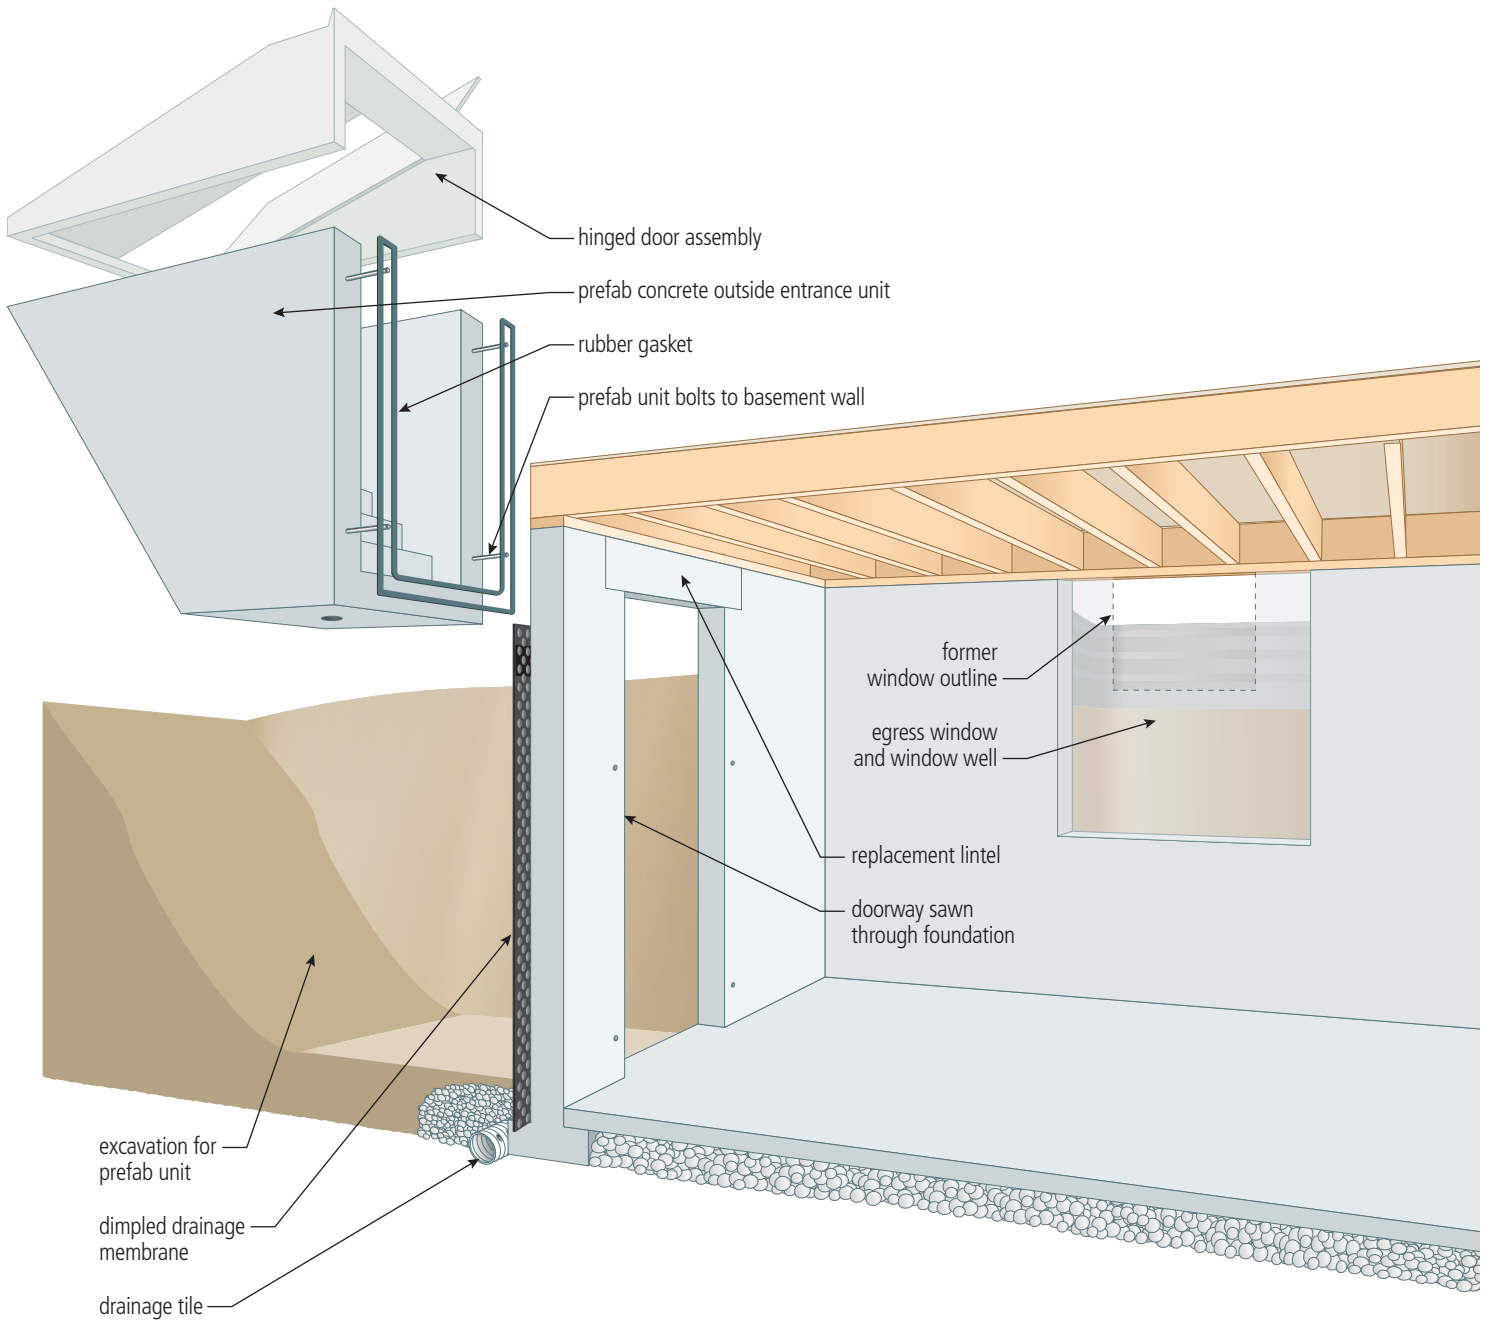 hinged door assembly
prefab concrete outside entrance unit
rubber gasket
prefab unit bolts to basement wall
former
window outline
egress window
and window well
replacement lintel
doorway sawn
through foundation
excavation for
prefab unit
dimpled drainage
membrane
drainage tile